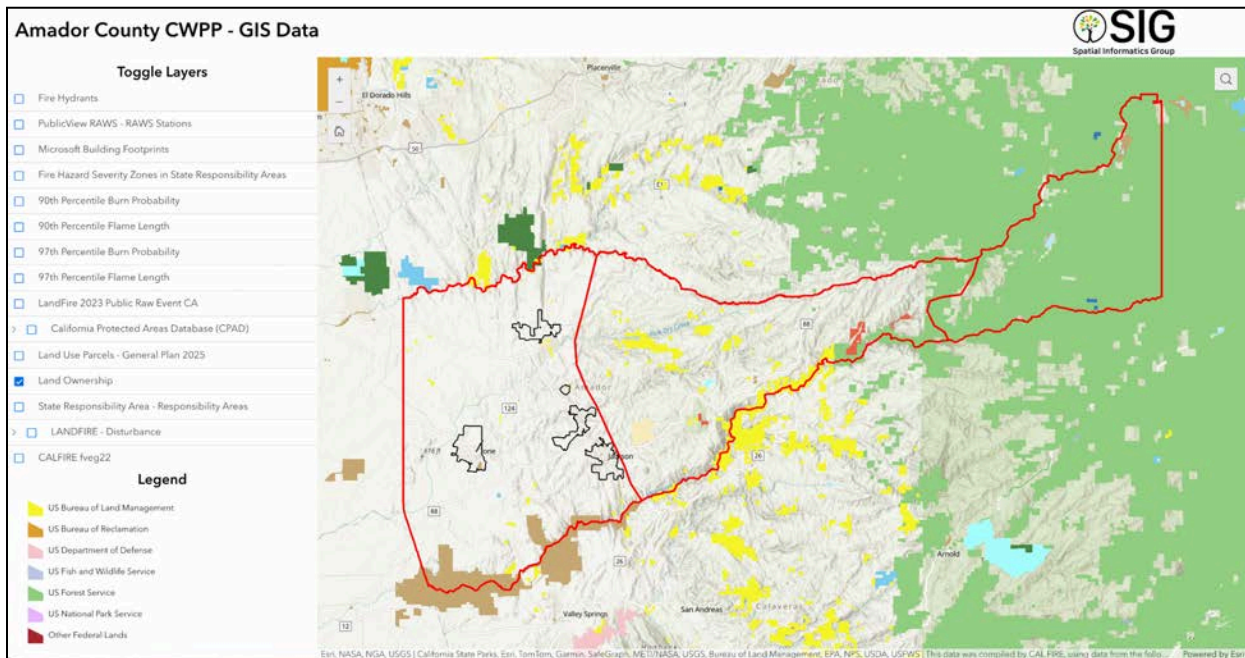 Amador County CWPP - GIS Data
SIG
Spatial Informatics Group
Toggle Layers
Fire Hydrants
PublicView RAWS - RAWS Stations
Microsoft Building Footprints
Fire Hazard Severity Zones in State Responsibility Areas
90th Percentile Burn Probability
90th Percentile Flame Length
97th Percentile Burn Probability
97th Percentile Flame Length
LandFire 2023 Public Raw Event CA
California Protected Areas Database (CPAD)
Land Use Parcels - General Plan 2025
Land Ownership
State Responsibility Area - Responsibility Areas
LANDFIRE - Disturbance
CALFIRE fveg22
Legend
US Bureau of Land Management
US Bureau of Reclamation
US Department of Defense
US Fish and Wildlife Service
US Forest Service
US National Park Service
Other Federal Lands
+
−
Placerville
El Dorado Hills
50
E1
88
Amador
124
Ione
Jackson
26
88
Arnold
26
Valley Springs
San Andreas
Calaveras
12
Esri, NASA, NGA, USGS | California State Parks, Esri, TomTom, Garmin, SafeGraph, METI/NASA, USGS, Bureau of Land Management, EPA, NPS, USDA, USFWS | This data was compiled by CAL FIRE, using data from the follo...
Powered by Esri